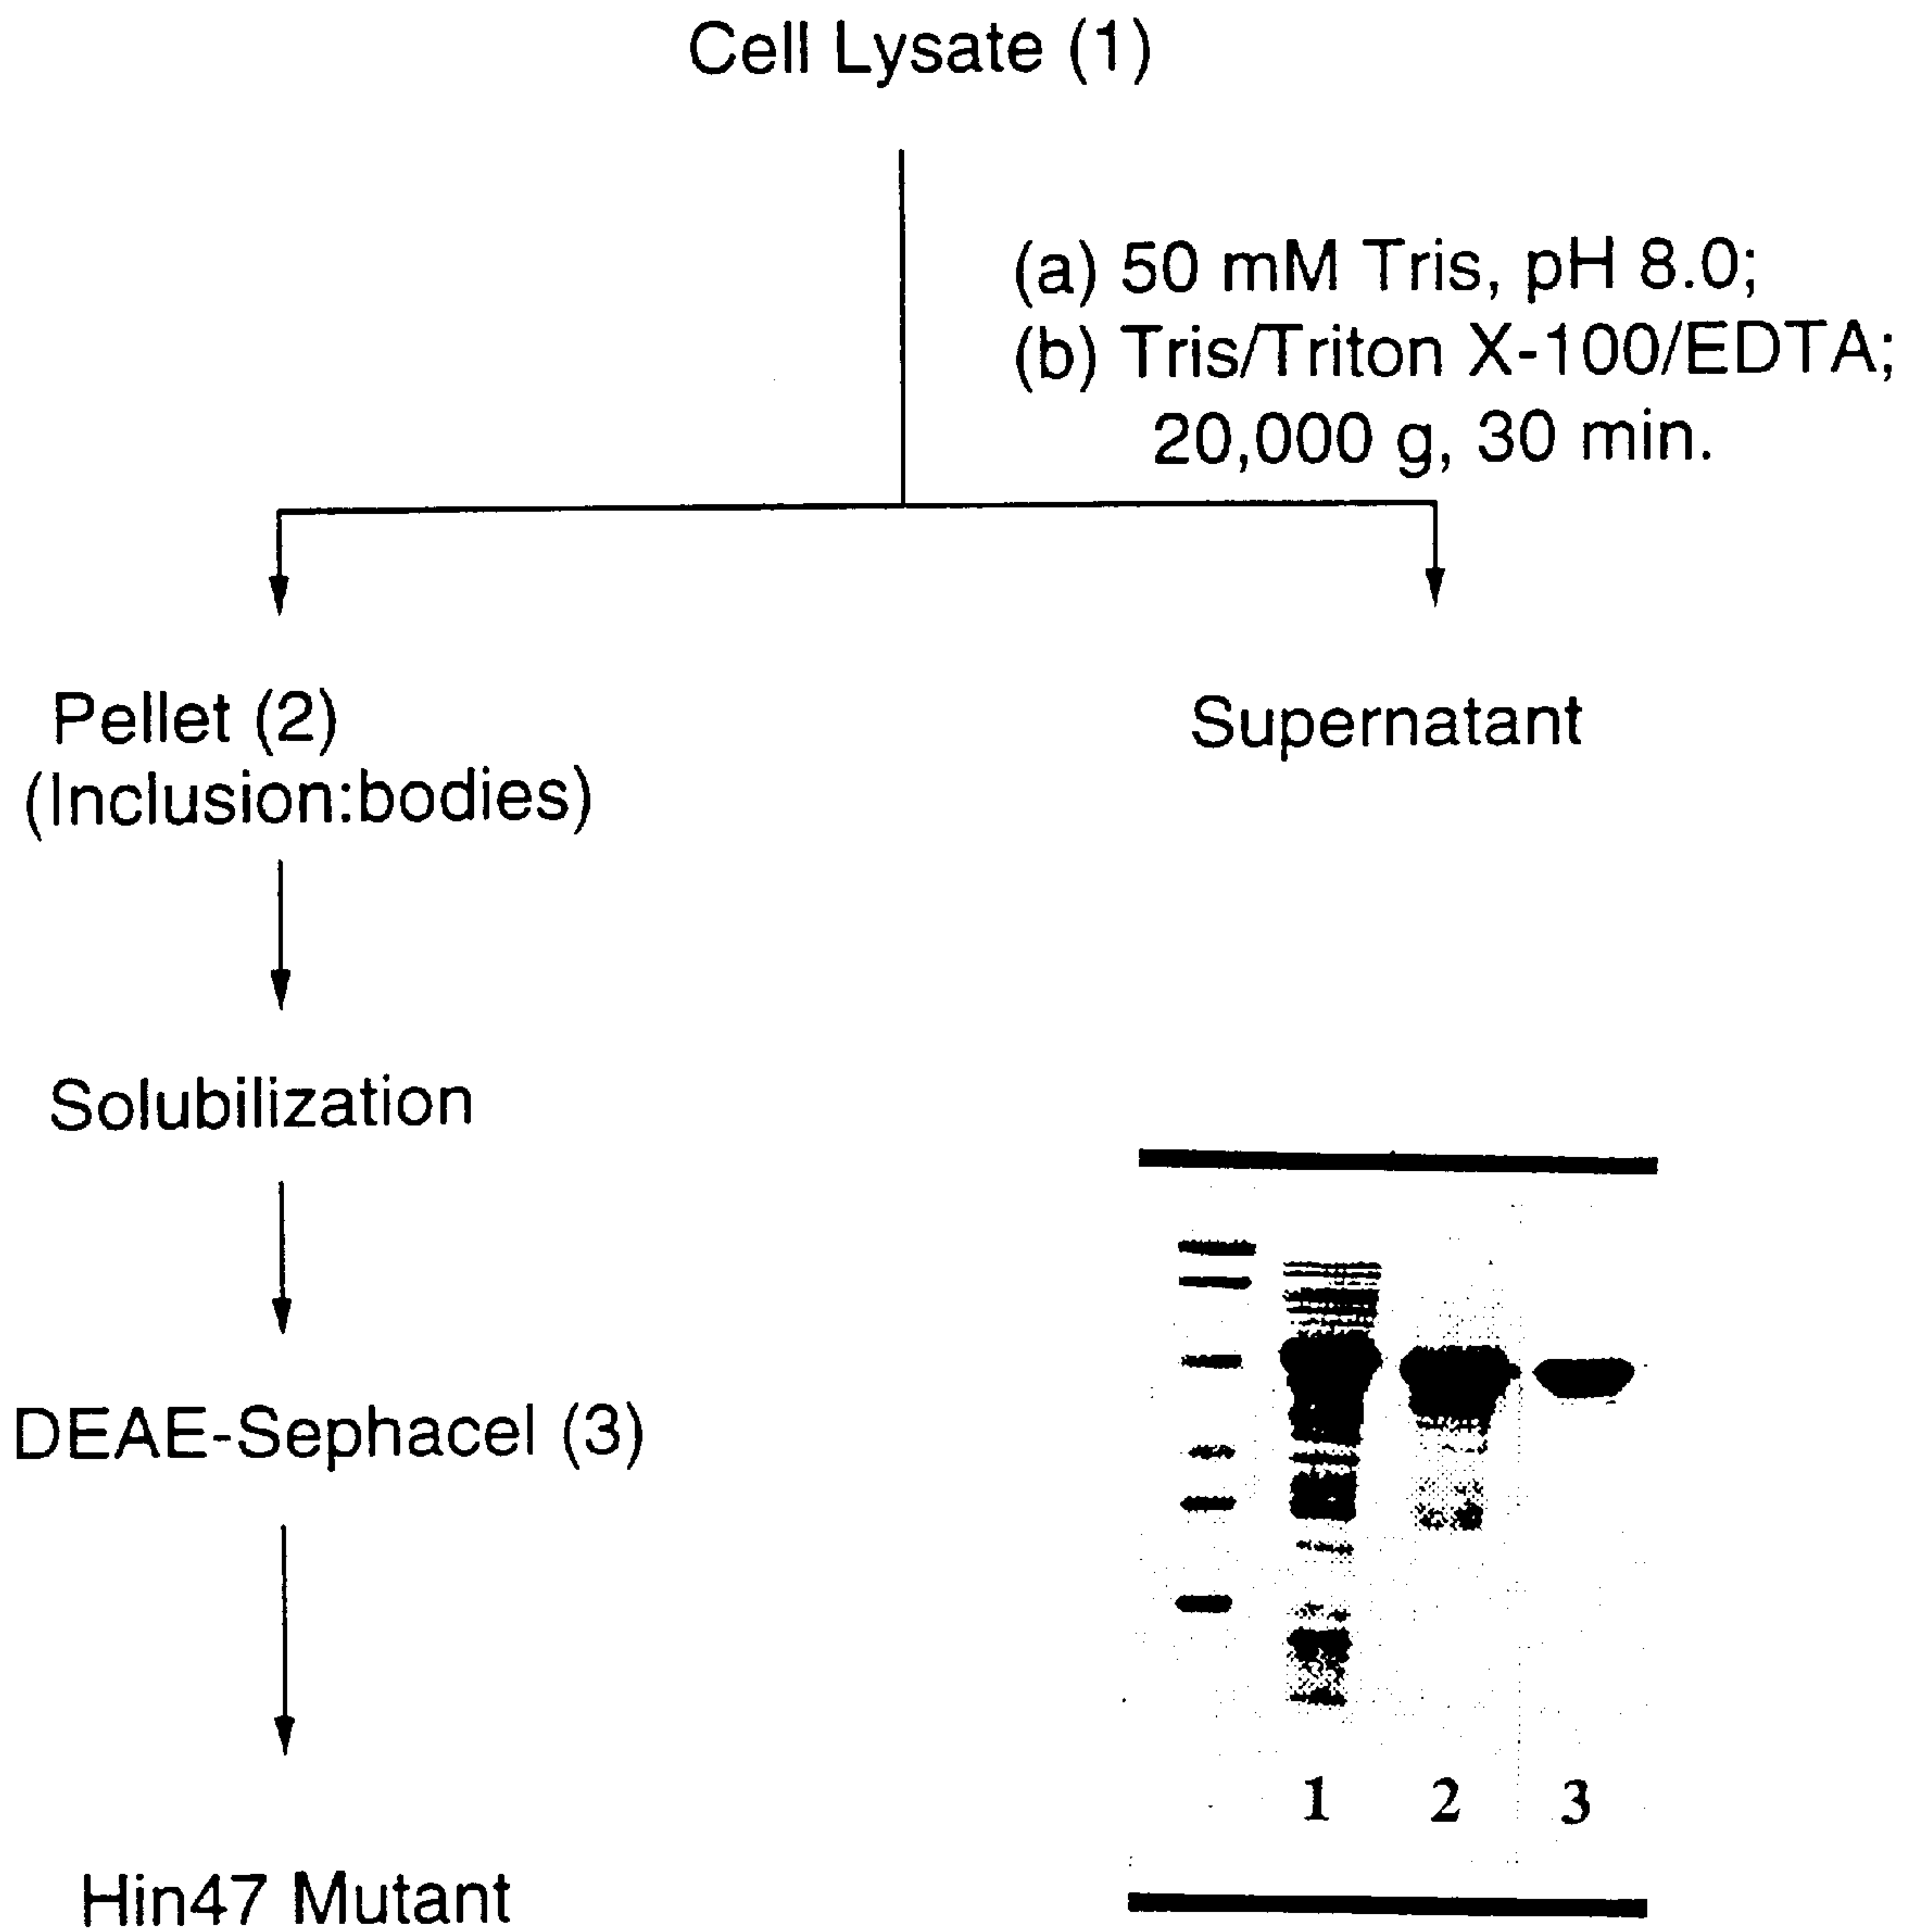 Cell Lysate (1)
(a) 50 mM Tris, pH 8.0;
(b) Tris/Triton X-100/EDTA;
20,000 g, 30 min.
Pellet (2)
(Inclusion:bodies)
Supernatant
Solubilization
DEAE-Sephacel (3)
Hin47 Mutant
1 2 3